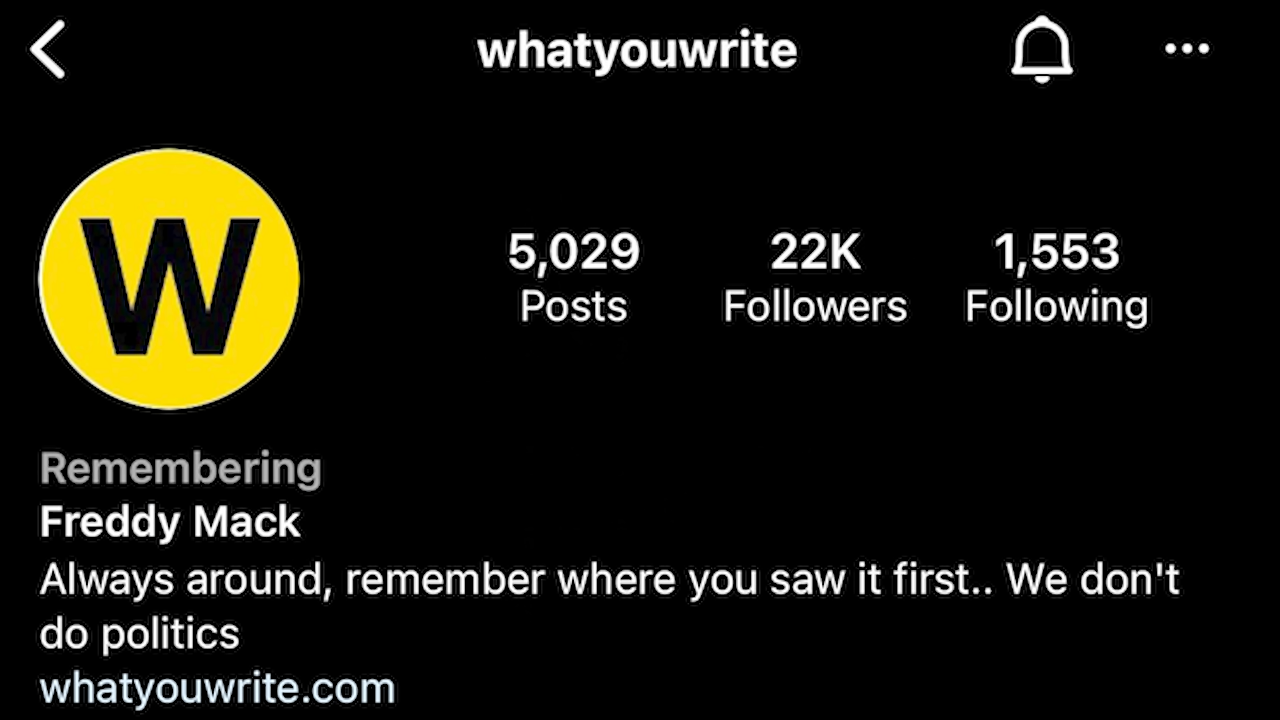 whatyouwrite
W
5,029 22K 1,553
Posts Followers Following
Remembering
Freddy Mack
Always around, remember where you saw it first.. We don't
do politics
whatyouwrite.com